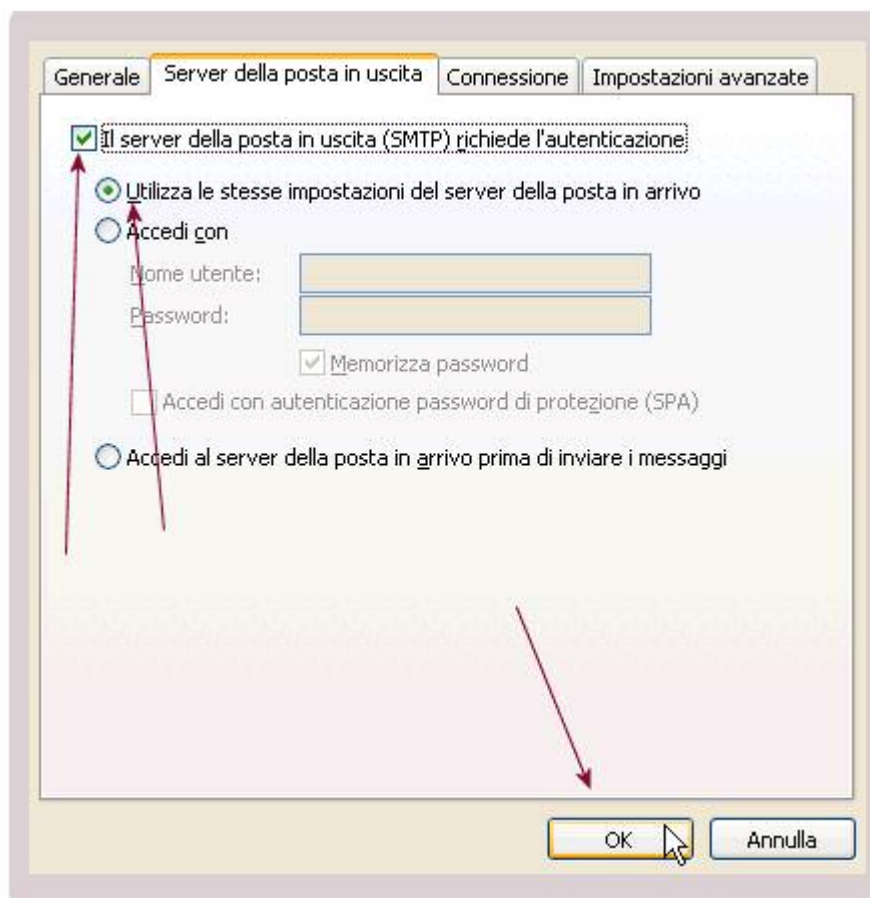 Generale Server della posta in uscita Connessione Impostazioni avanzate
Il server della posta in uscita (SMTP) richiede l'autenticazione
Utilizza le stesse impostazioni del server della posta in arrivo
Accedi con
Nome utente:
Password:
Memorizza password
Accedi con autenticazione password di protezione (SPA)
Accedi al server della posta in arrivo prima di inviare i messaggi
OK Annulla